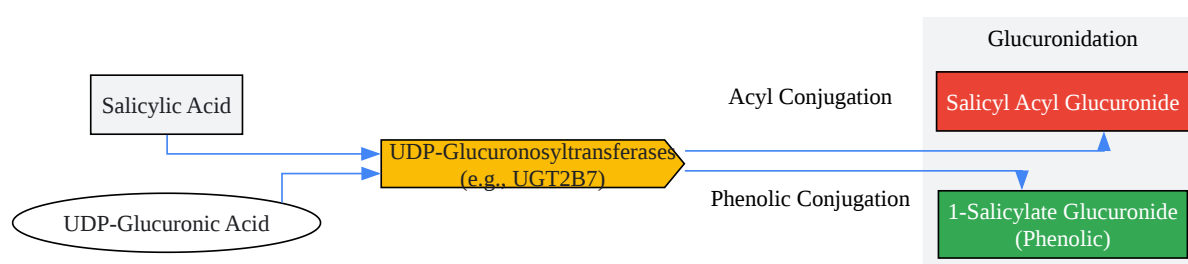 Glucuronidation
Salicylic Acid
Acyl Conjugation
Salicyl Acyl Glucuronide
UDP-Glucuronosyltransferases
(e.g., UGT2B7)
UDP-Glucuronic Acid
Phenolic Conjugation
1-Salicylate Glucuronide
(Phenolic)